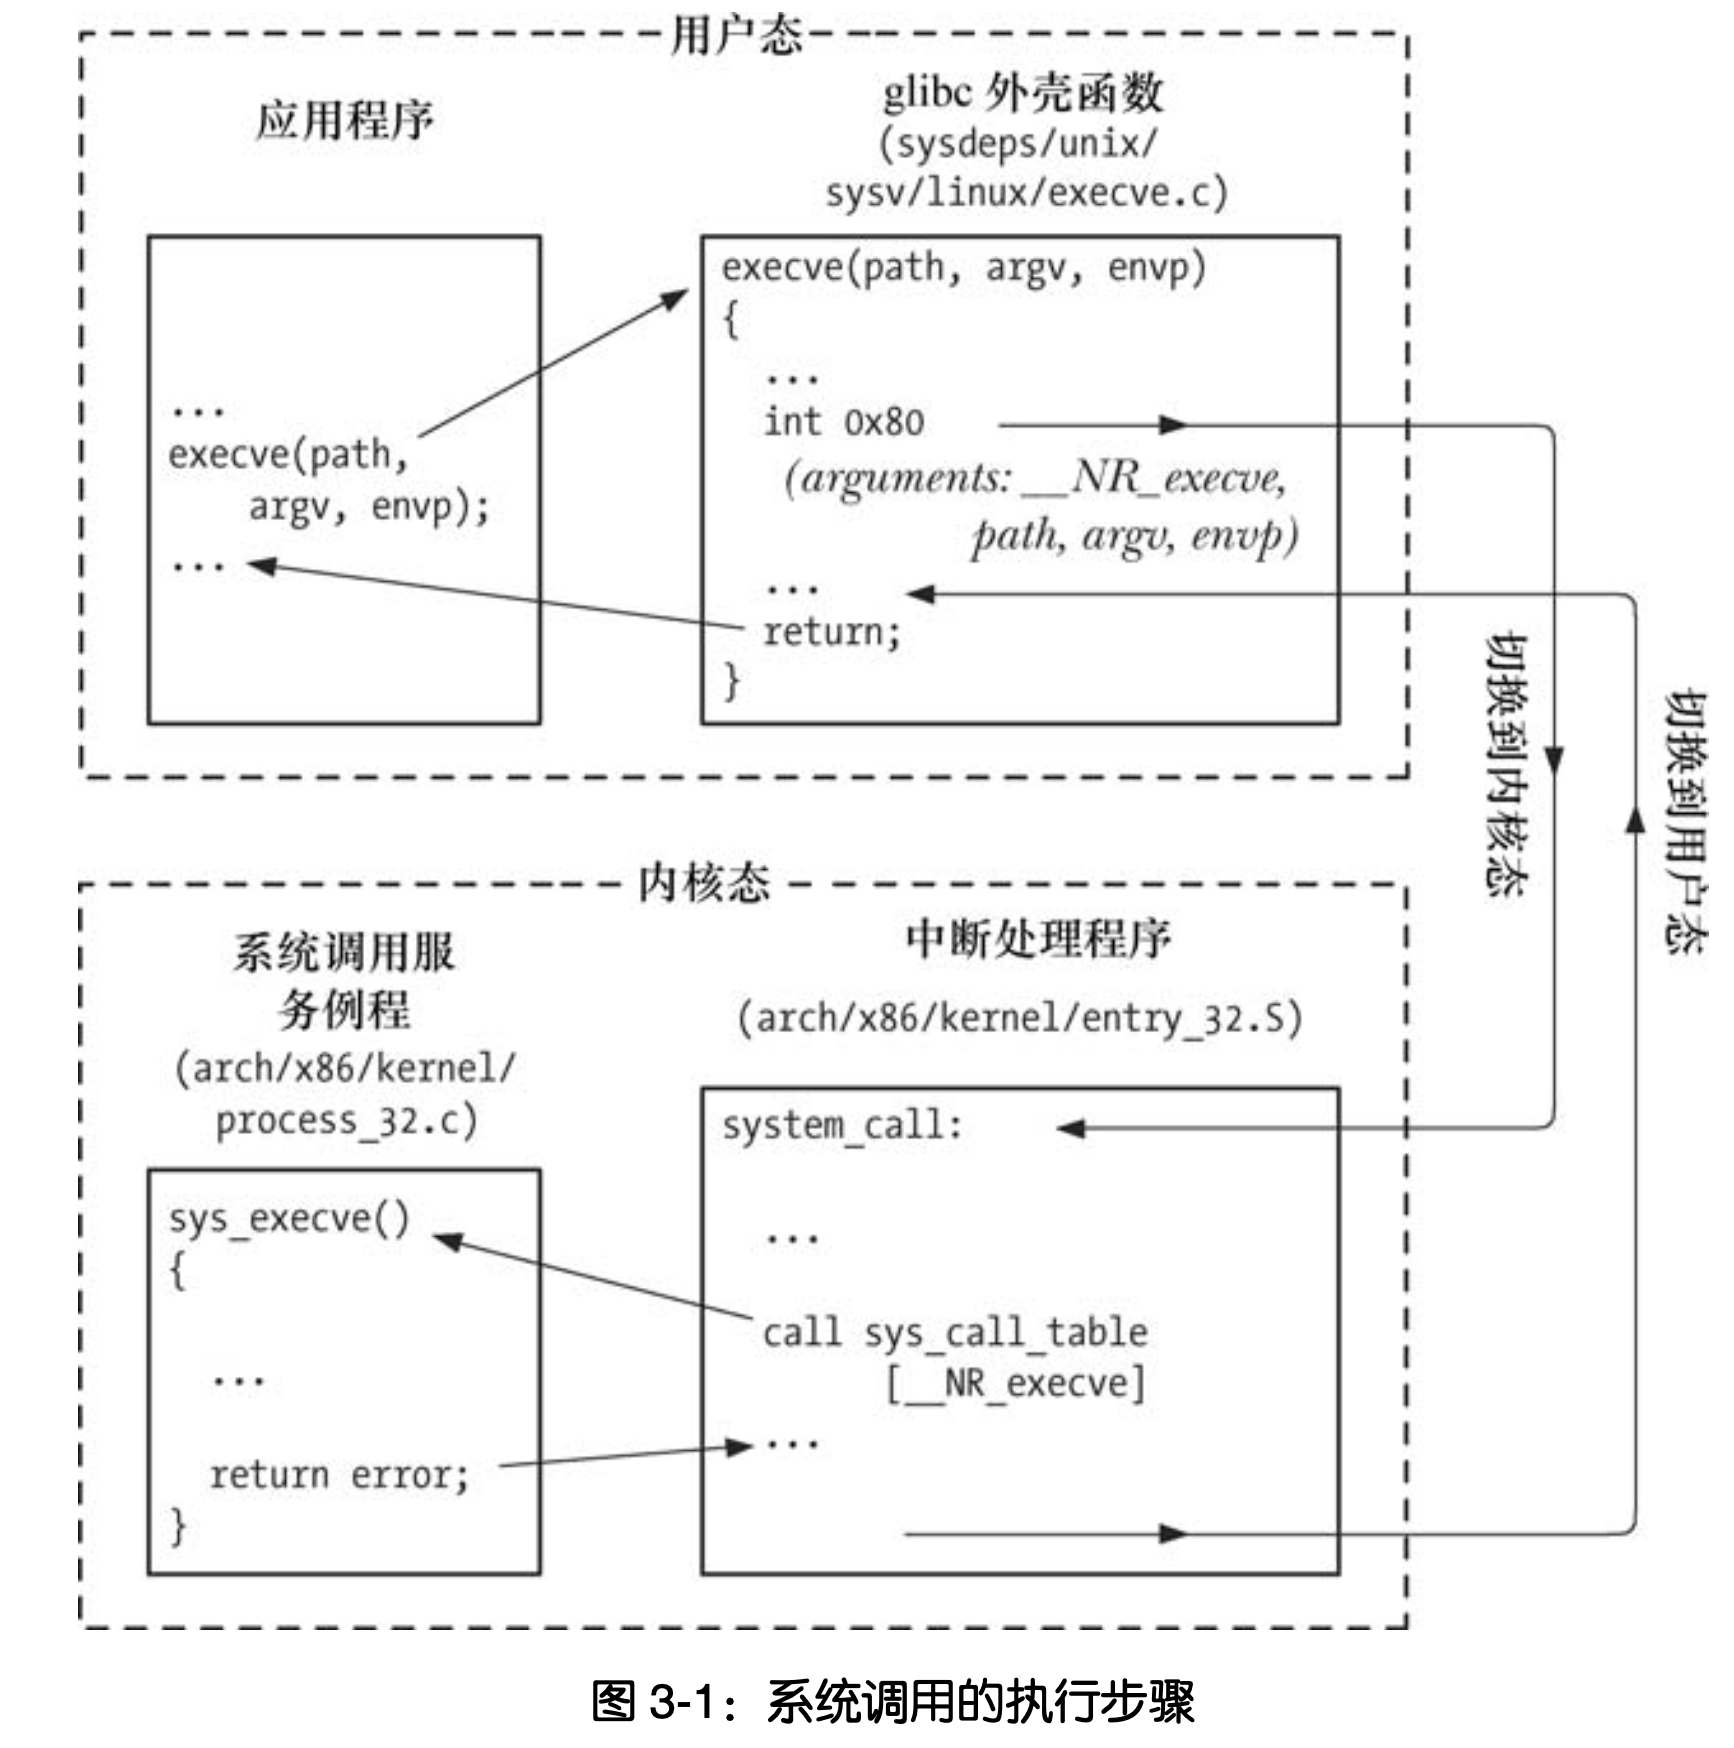 用户态
应用程序
glibc 外壳函数
(sysdeps/unix/
sysv/linux/execve.c)
...
execve(path,
argv, envp);
...
execve(path, argv, envp)
{
...
int 0x80
(arguments: __NR_execve,
path, argv, envp)
...
return;
}
切换到内核态
切换到用户态
内核态
系统调用服
务例程
(arch/x86/kernel/
process_32.c)
sys_execve()
{
...
return error;
}
中断处理程序
(arch/x86/kernel/entry_32.S)
system_call:
...
call sys_call_table
[__NR_execve]
...
图 3-1：系统调用的执行步骤